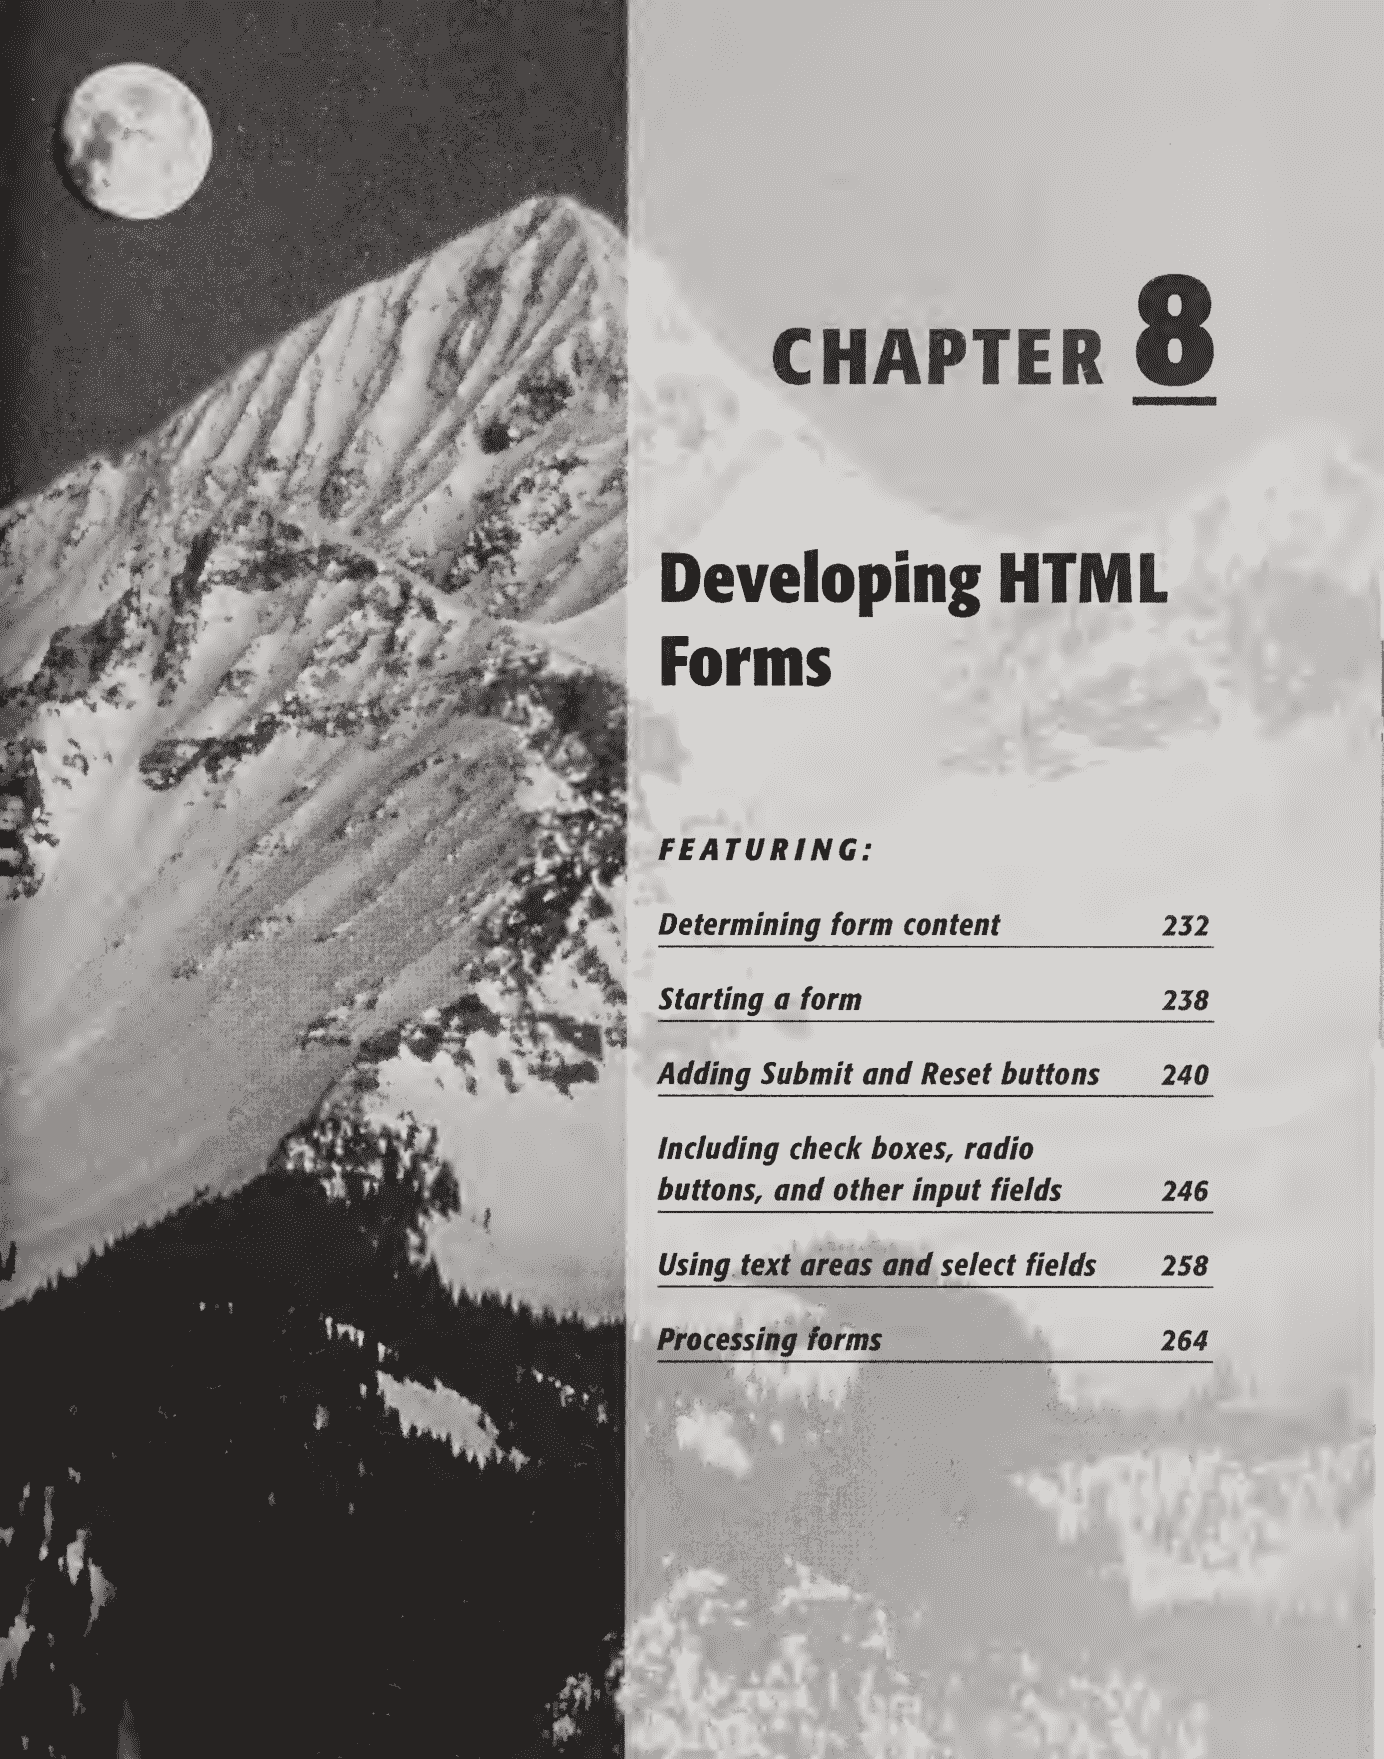 CHAPTER 8
Developing HTML
Forms
FEATURING:
Determining form content 232
Starting a form 238
Adding Submit and Reset buttons 240
Including check boxes, radio
buttons, and other input fields 246
Using text areas and select fields 258
Processing forms 264